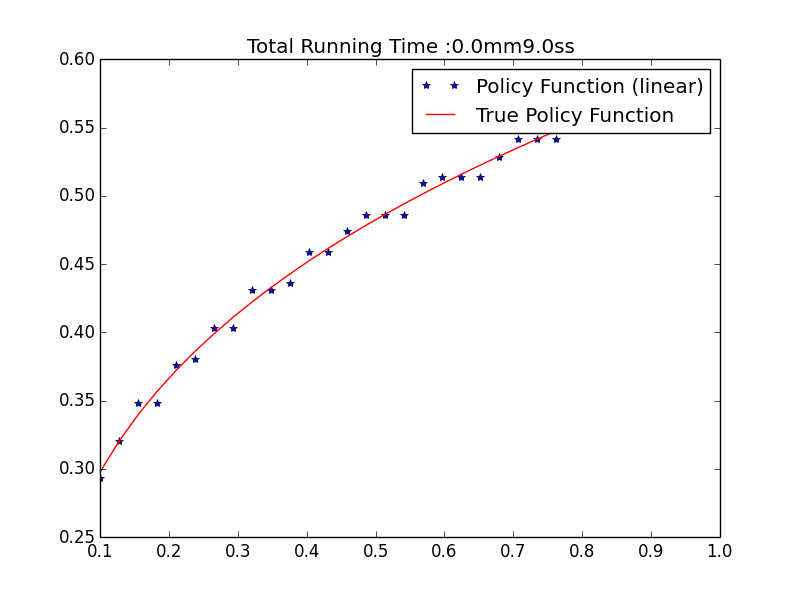 Total Running Time :0.0mm9.0ss
Policy Function (linear)
True Policy Function
0.60
0.55
0.50
0.45
0.40
0.35
0.30
0.25
0.1 0.2 0.3 0.4 0.5 0.6 0.7 0.8 0.9 1.0